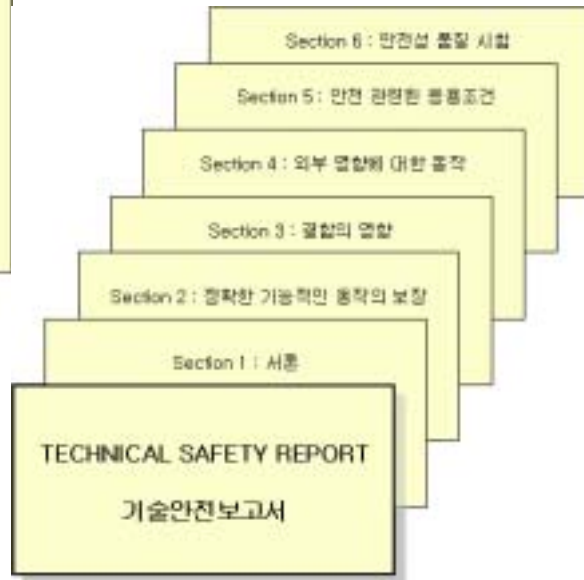 Section 6 : 안전성 품질 시험
Section 5 : 안전 관련된 응용조건
Section 4 : 외부 영향에 대한 동작
Section 3 : 결함의 영향
Section 2 : 정확한 기능적인 동작의 보장
Section 1 : 서론
TECHNICAL SAFETY REPORT
기술안전보고서